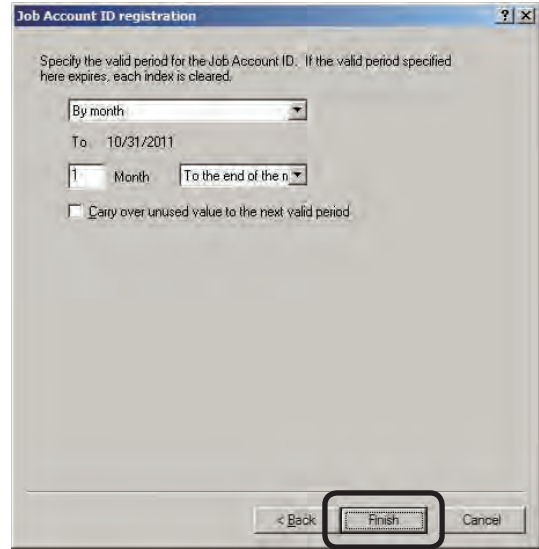 Job Account ID registration
Specify the valid period for the Job Account ID. If the valid period specified
here expires, each index is cleared.
By month
To 10/31/2011
1 Month To the end of the n
Carry over unused value to the next valid period
< Back Finish Cancel